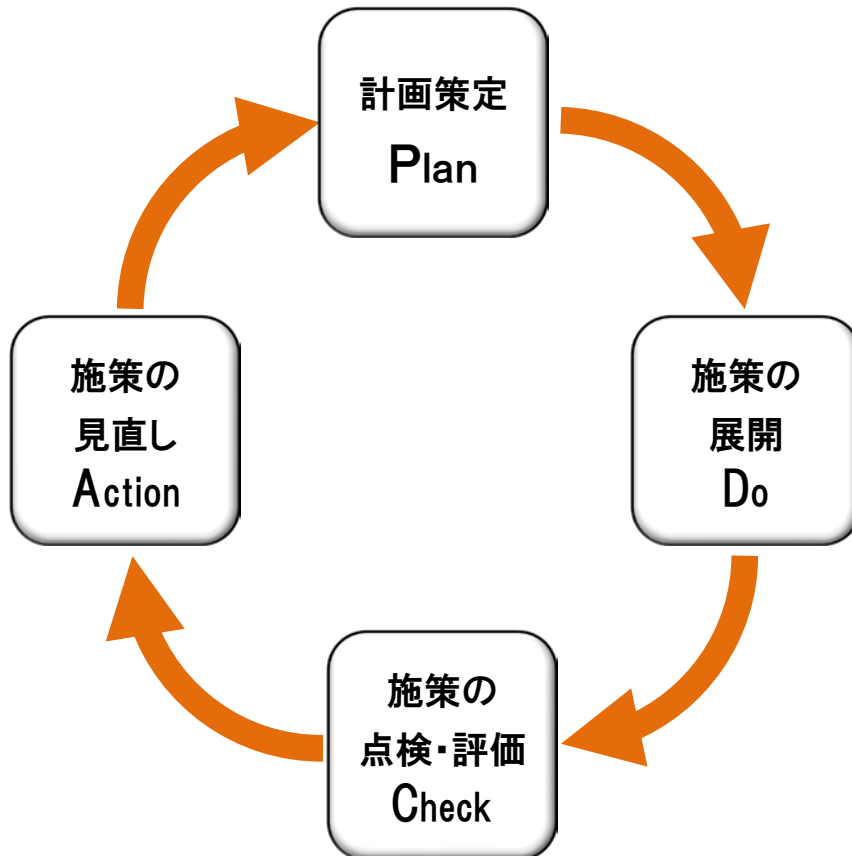 計画策定
Plan
施策の
展開
Do
施策の
点検・評価
Check
施策の
見直し
Action